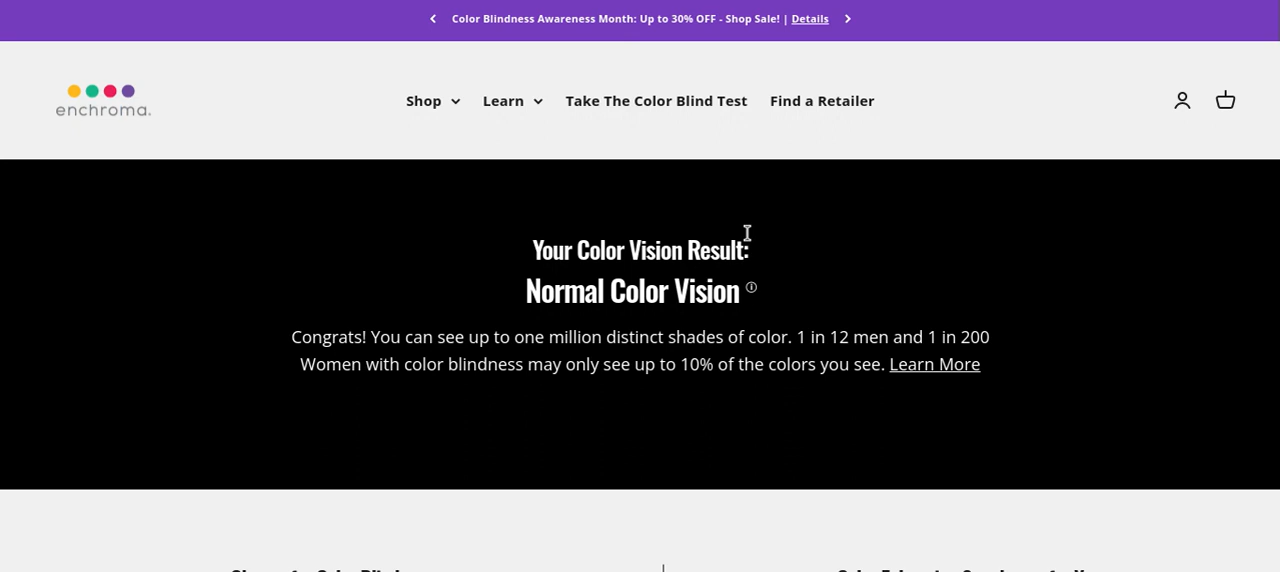 Color Blindness Awareness Month: Up to 30% OFF - Shop Sale! | Details
enchroma.
Shop Learn Take The Color Blind Test Find a Retailer
Your Color Vision Result:
Normal Color Vision
Congrats! You can see up to one million distinct shades of color. 1 in 12 men and 1 in 200
Women with color blindness may only see up to 10% of the colors you see. Learn More